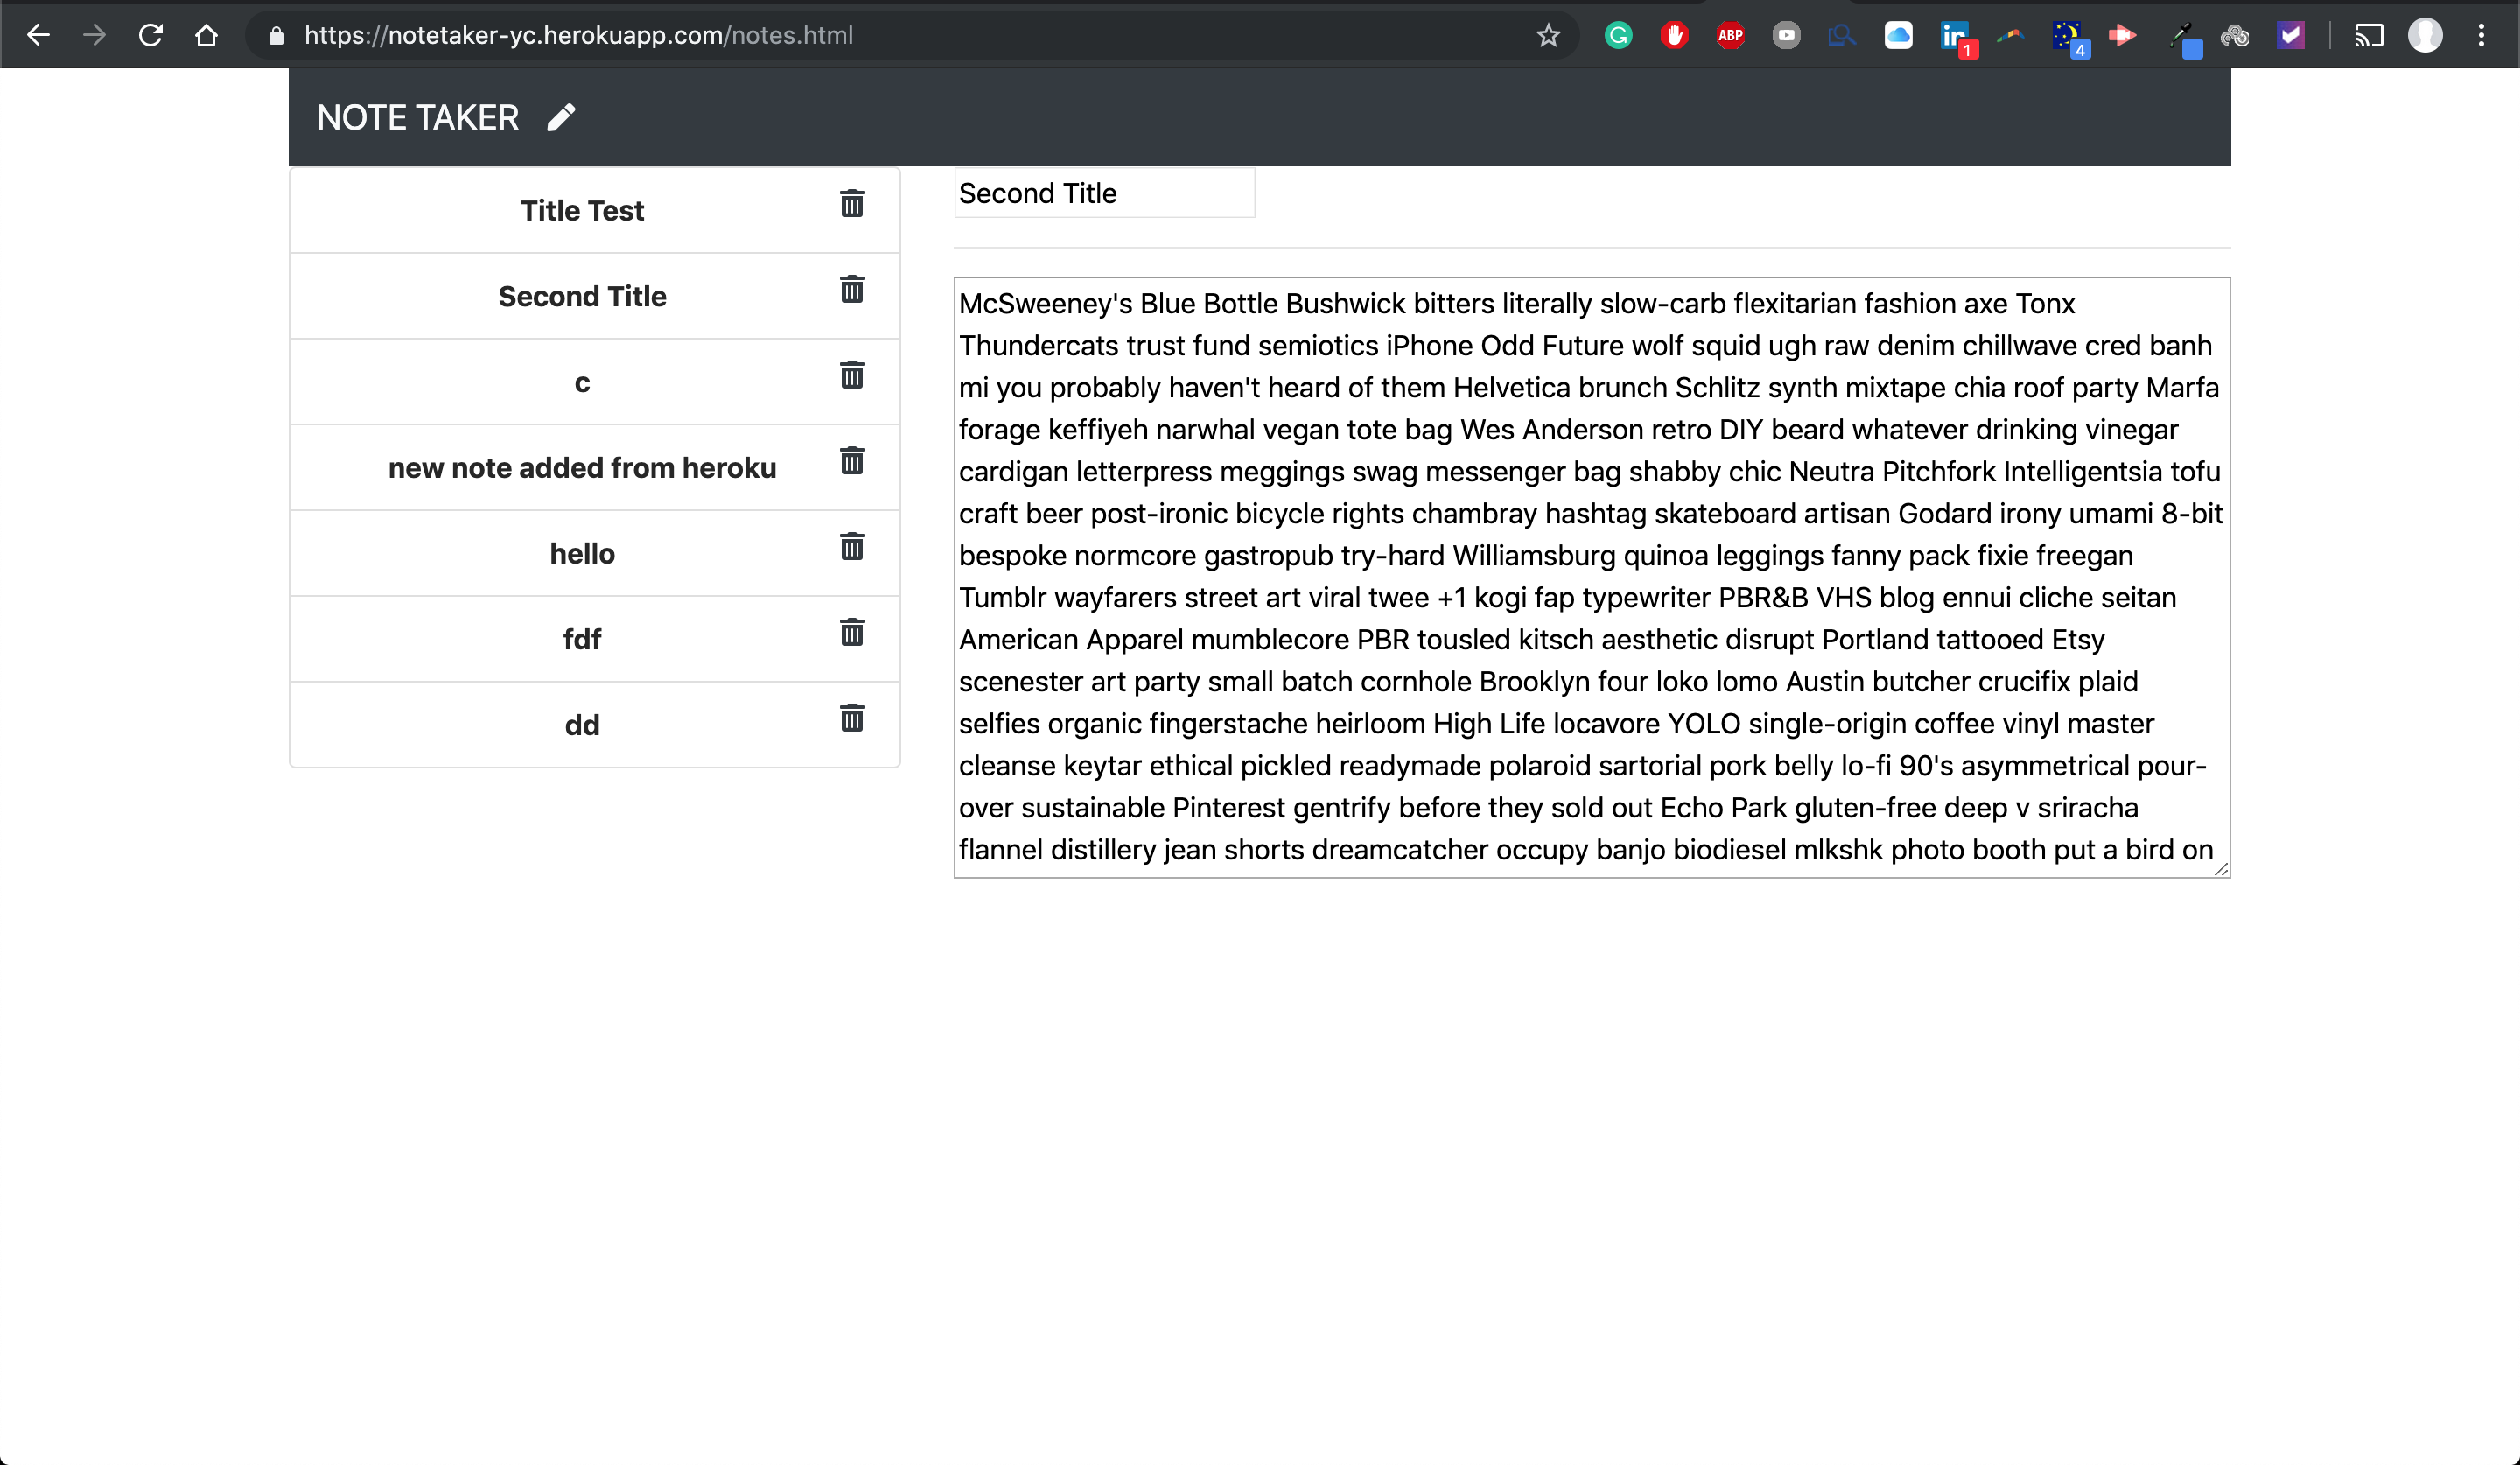 https://notetaker-yc.herokuapp.com/notes.html
ABP
in
1
4
NOTE TAKER
Title Test
Second Title
c
new note added from heroku
hello
fdf
dd
Second Title
McSweeney's Blue Bottle Bushwick bitters literally slow-carb flexitarian fashion axe Tonx
Thundercats trust fund semiotics iPhone Odd Future wolf squid ugh raw denim chillwave cred banh
mi you probably haven't heard of them Helvetica brunch Schlitz synth mixtape chia roof party Marfa
forage keffiyeh narwhal vegan tote bag Wes Anderson retro DIY beard whatever drinking vinegar
cardigan letterpress meggings swag messenger bag shabby chic Neutra Pitchfork Intelligentsia tofu
craft beer post-ironic bicycle rights chambray hashtag skateboard artisan Godard irony umami 8-bit
bespoke normcore gastropub try-hard Williamsburg quinoa leggings fanny pack fixie freegan
Tumblr wayfarers street art viral twee +1 kogi fap typewriter PBR&B VHS blog ennui cliche seitan
American Apparel mumblecore PBR tousled kitsch aesthetic disrupt Portland tattooed Etsy
scenester art party small batch cornhole Brooklyn four loko lomo Austin butcher crucifix plaid
selfies organic fingerstache heirloom High Life locavore YOLO single-origin coffee vinyl master
cleanse keytar ethical pickled readymade polaroid sartorial pork belly lo-fi 90's asymmetrical pour-
over sustainable Pinterest gentrify before they sold out Echo Park gluten-free deep v sriracha
flannel distillery jean shorts dreamcatcher occupy banjo biodiesel mlkshk photo booth put a bird on